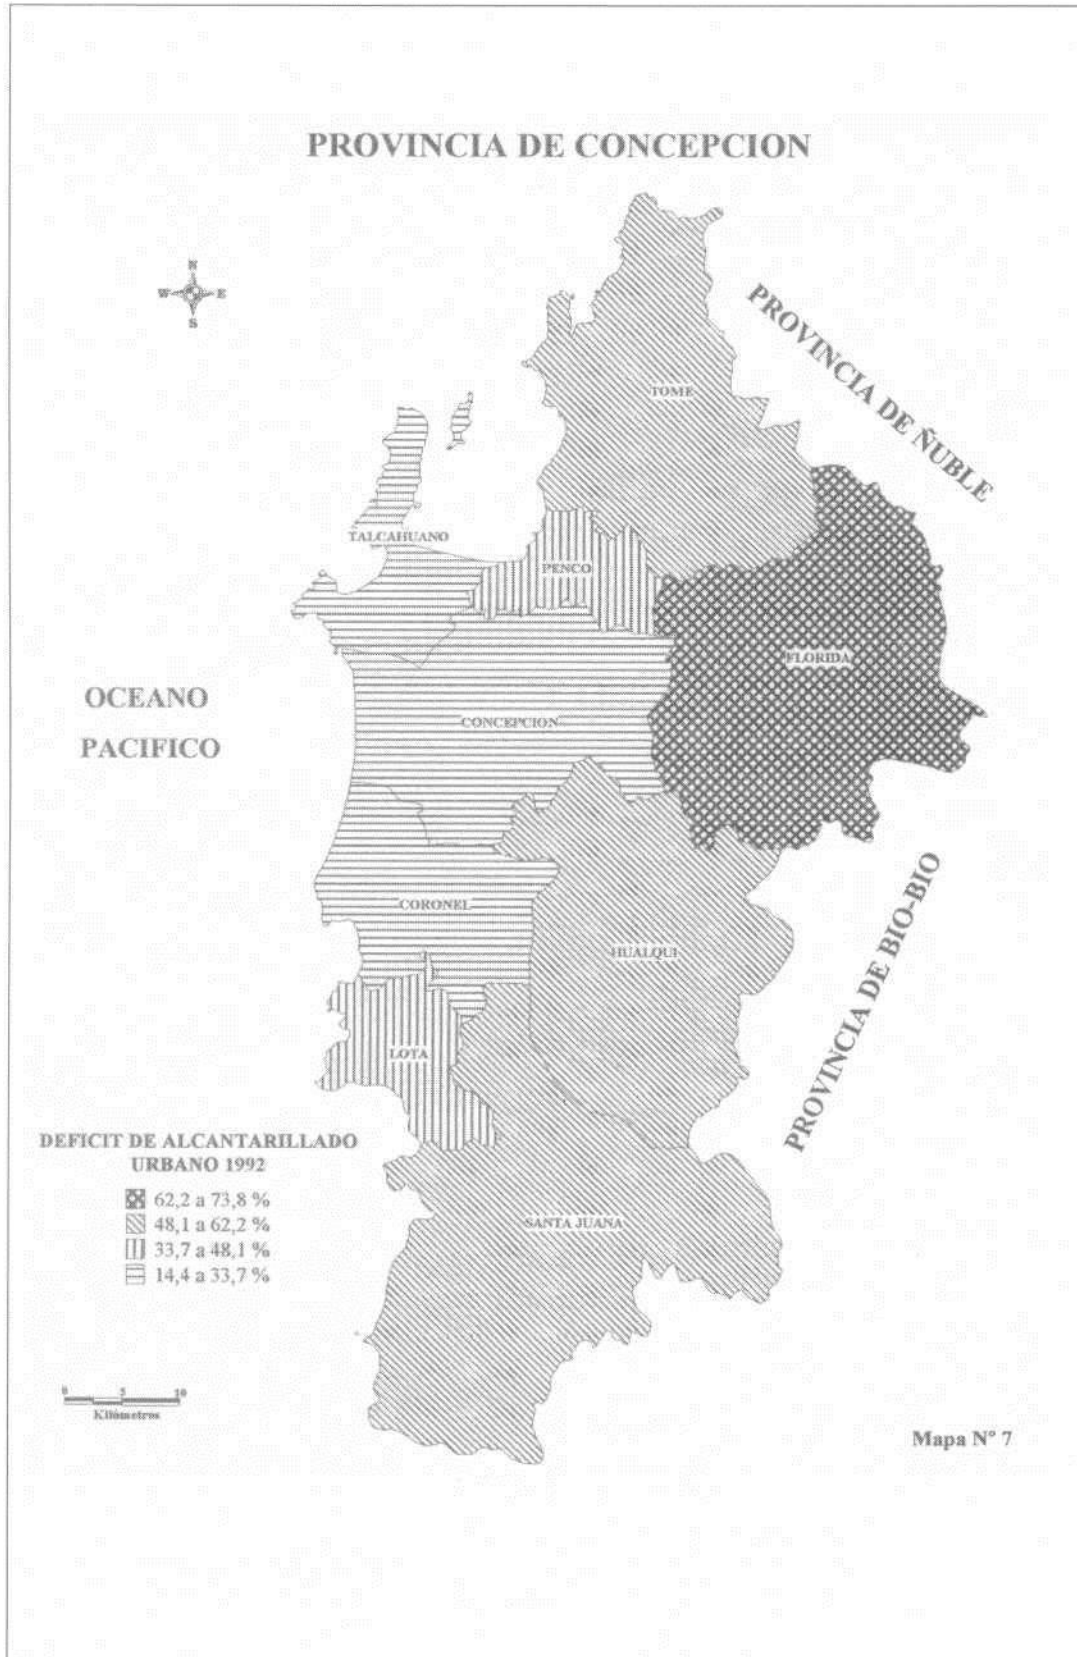 PROVINCIA DE CONCEPCION
N
W E
S
PROVINCIA DE ÑUBLE
TOME
TALCAHUANO
PENCO
FLORIDA
OCEANO
PACIFICO
CONCEPCION
CORONEL
HUALQUI
PROVINCIA DE BIO-BIO
LOTA
DEFICIT DE ALCANTARILLADO
URBANO 1992
62,2 a 73,8 %
48,1 a 62,2 %
33,7 a 48,1 %
14,4 a 33,7 %
SANTA JUANA
0 5 10
Kilómetros
Mapa Nº 7